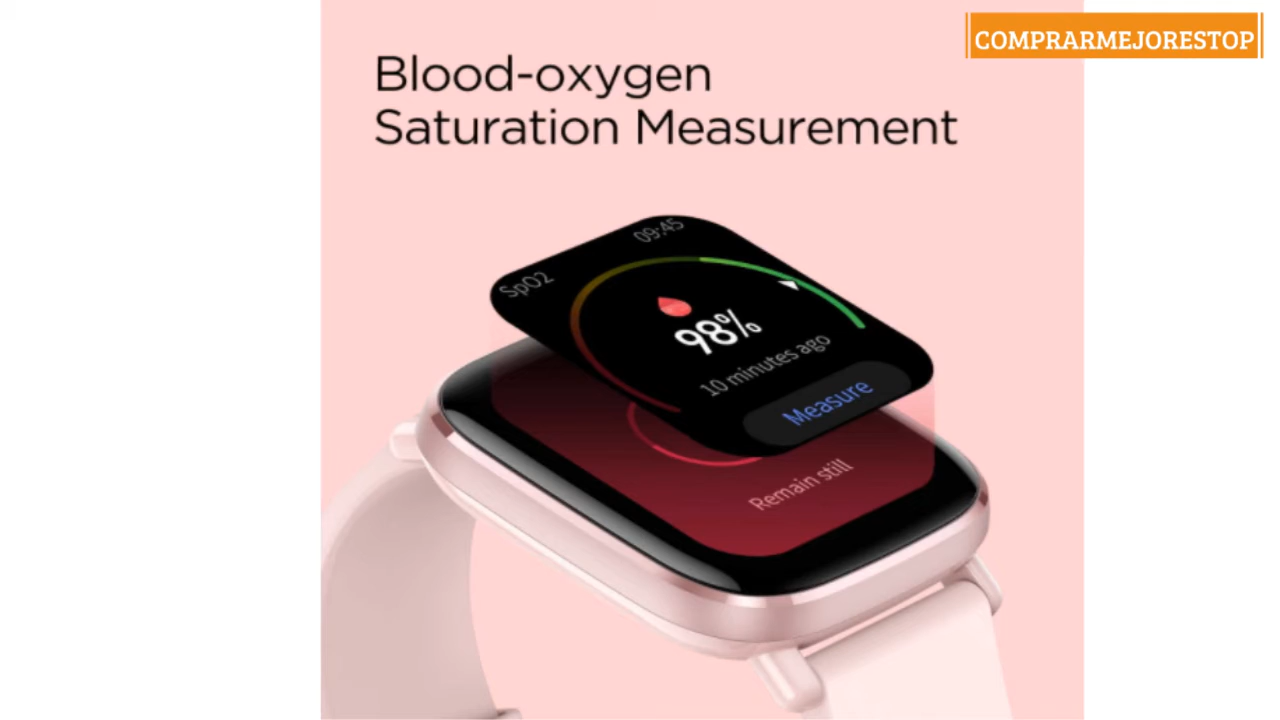 COMPRARMEJORESTOP
Blood-oxygen
Saturation Measurement
SpO2
09:45
98%
10 minutes ago
Measure
Remain still